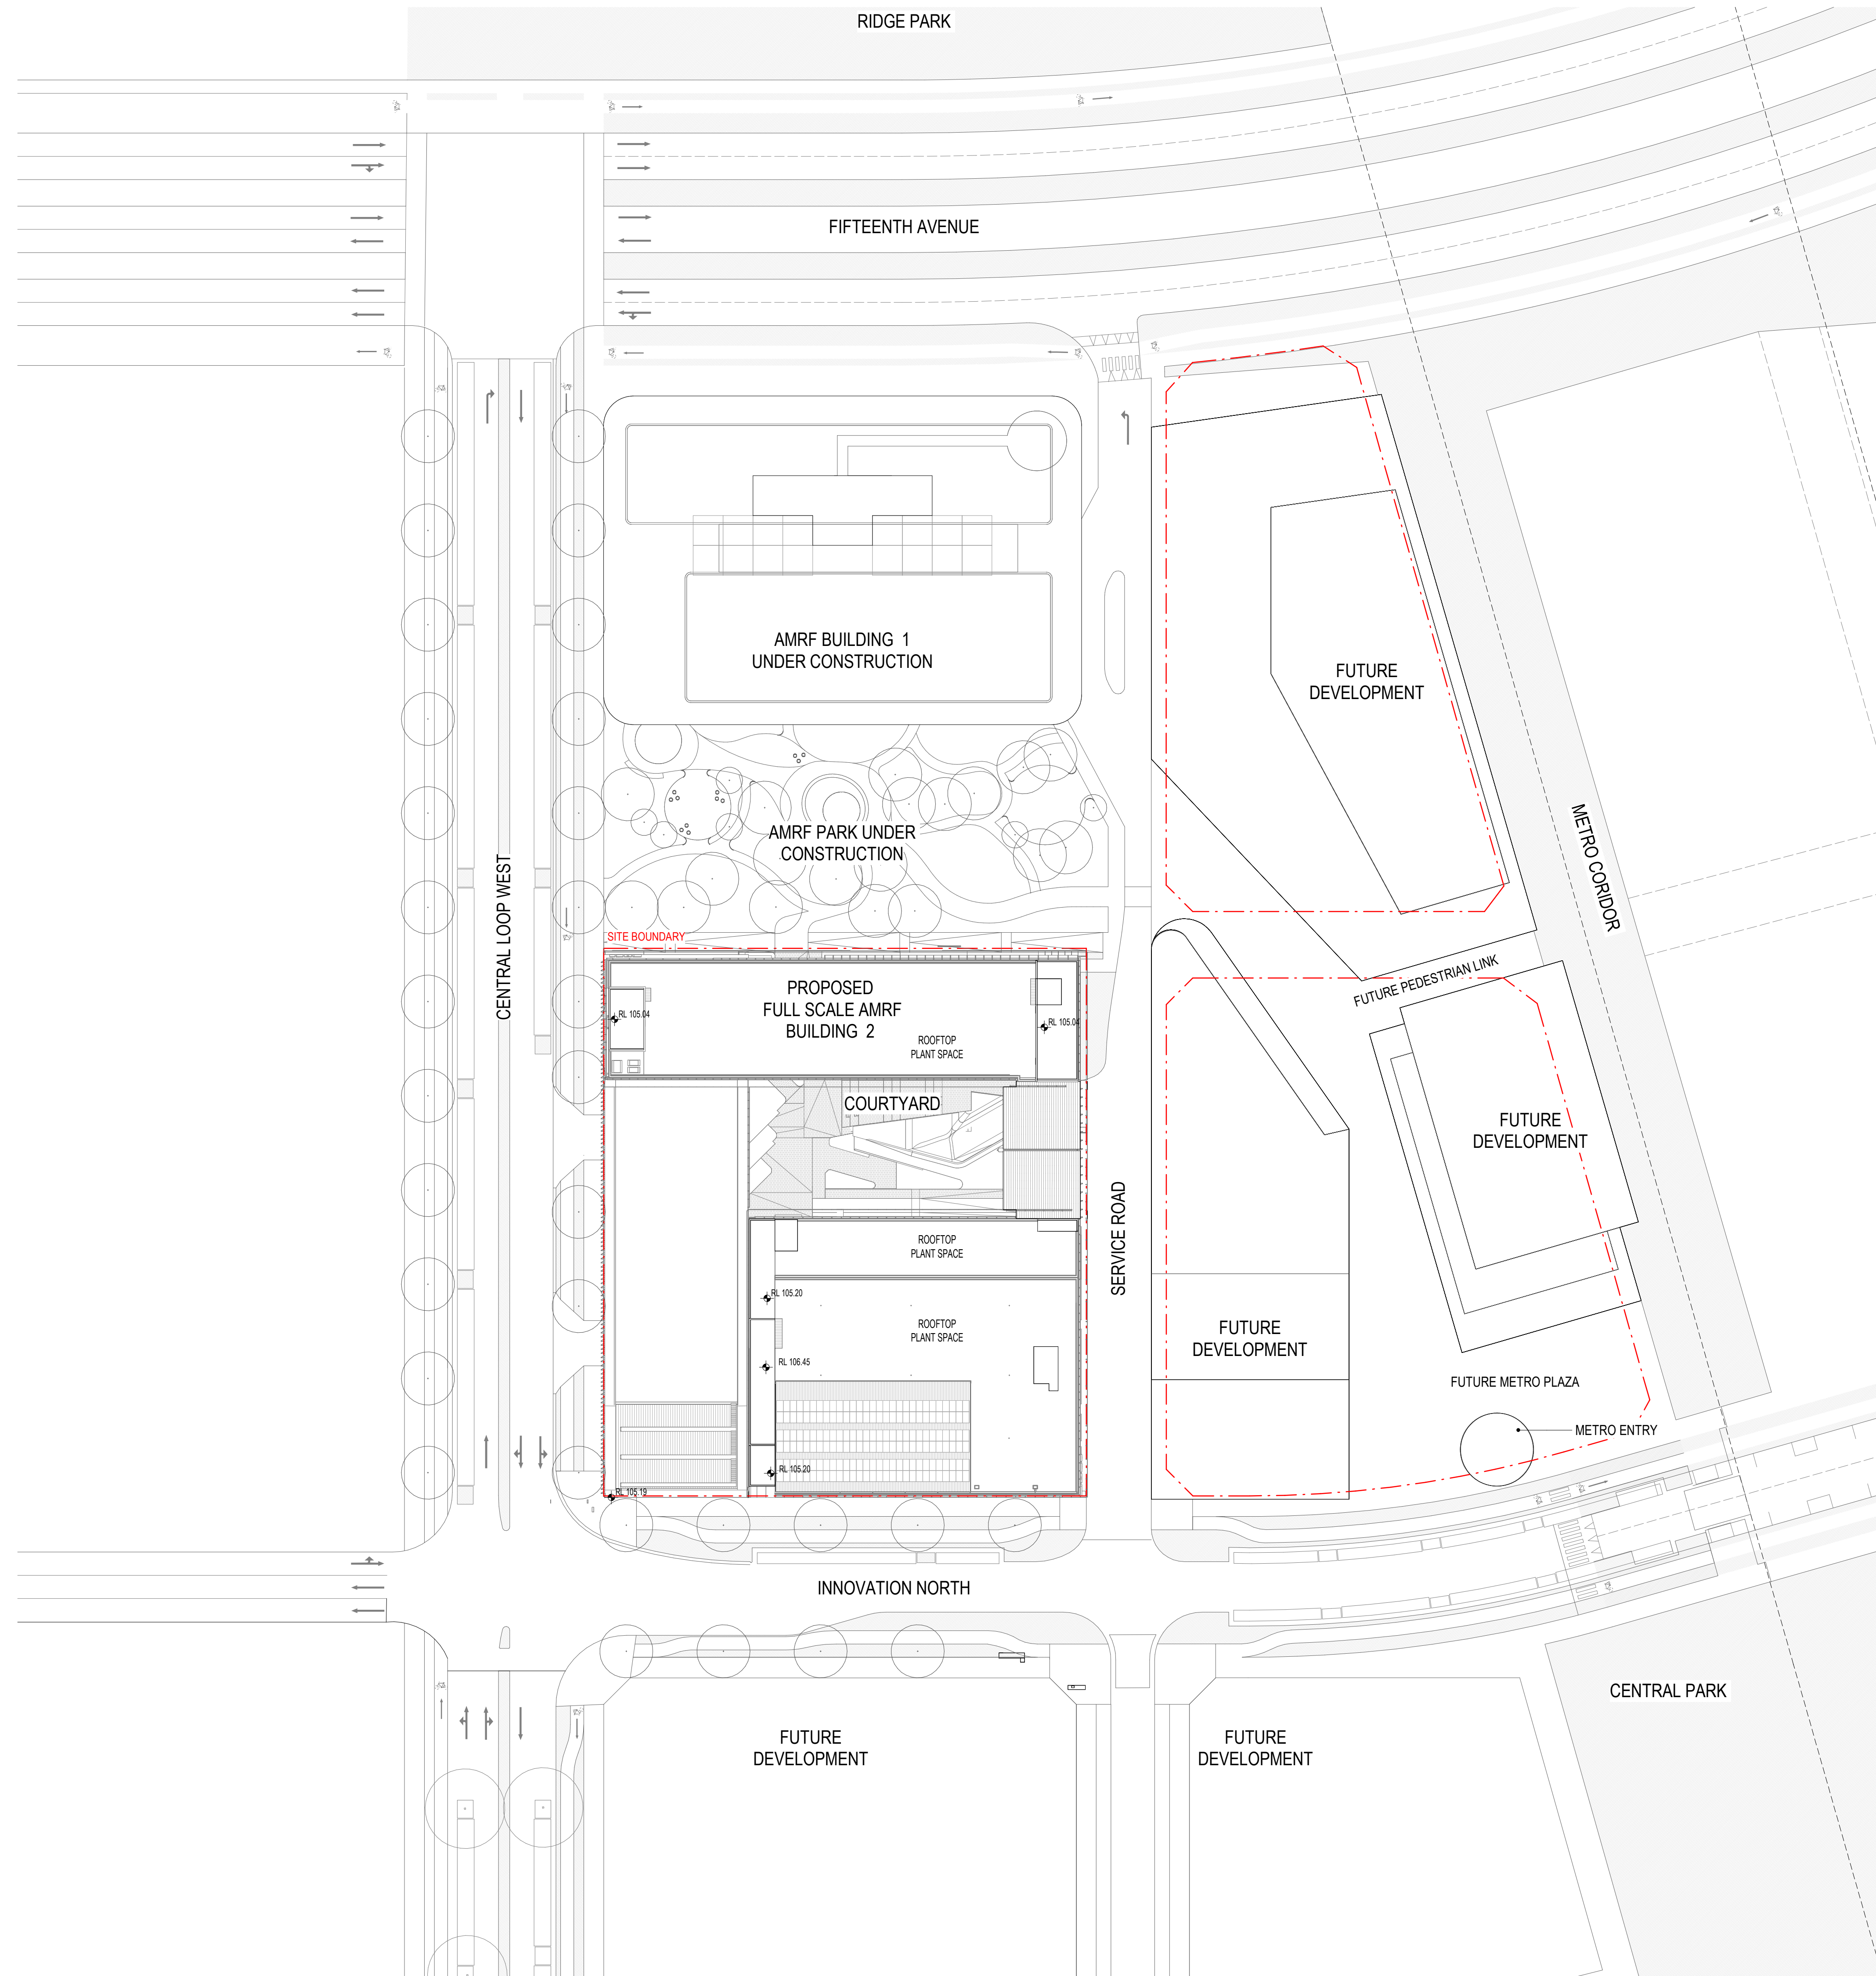 RIDGE PARK
FIFTEENTH AVENUE
AMRF BUILDING 1
UNDER CONSTRUCTION
FUTURE
DEVELOPMENT
AMRF PARK UNDER
CONSTRUCTION
METRO CORIDOR
CENTRAL LOOP WEST
SITE BOUNDARY
PROPOSED
FULL SCALE AMRF
BUILDING 2
RL 105.04
RL 105.04
ROOFTOP
PLANT SPACE
FUTURE PEDESTRIAN LINK
COURTYARD
FUTURE
DEVELOPMENT
SERVICE ROAD
ROOFTOP
PLANT SPACE
RL 105.20
ROOFTOP
PLANT SPACE
FUTURE
DEVELOPMENT
RL 106.45
FUTURE METRO PLAZA
METRO ENTRY
RL 105.20
RL 105.19
INNOVATION NORTH
CENTRAL PARK
FUTURE
DEVELOPMENT
FUTURE
DEVELOPMENT